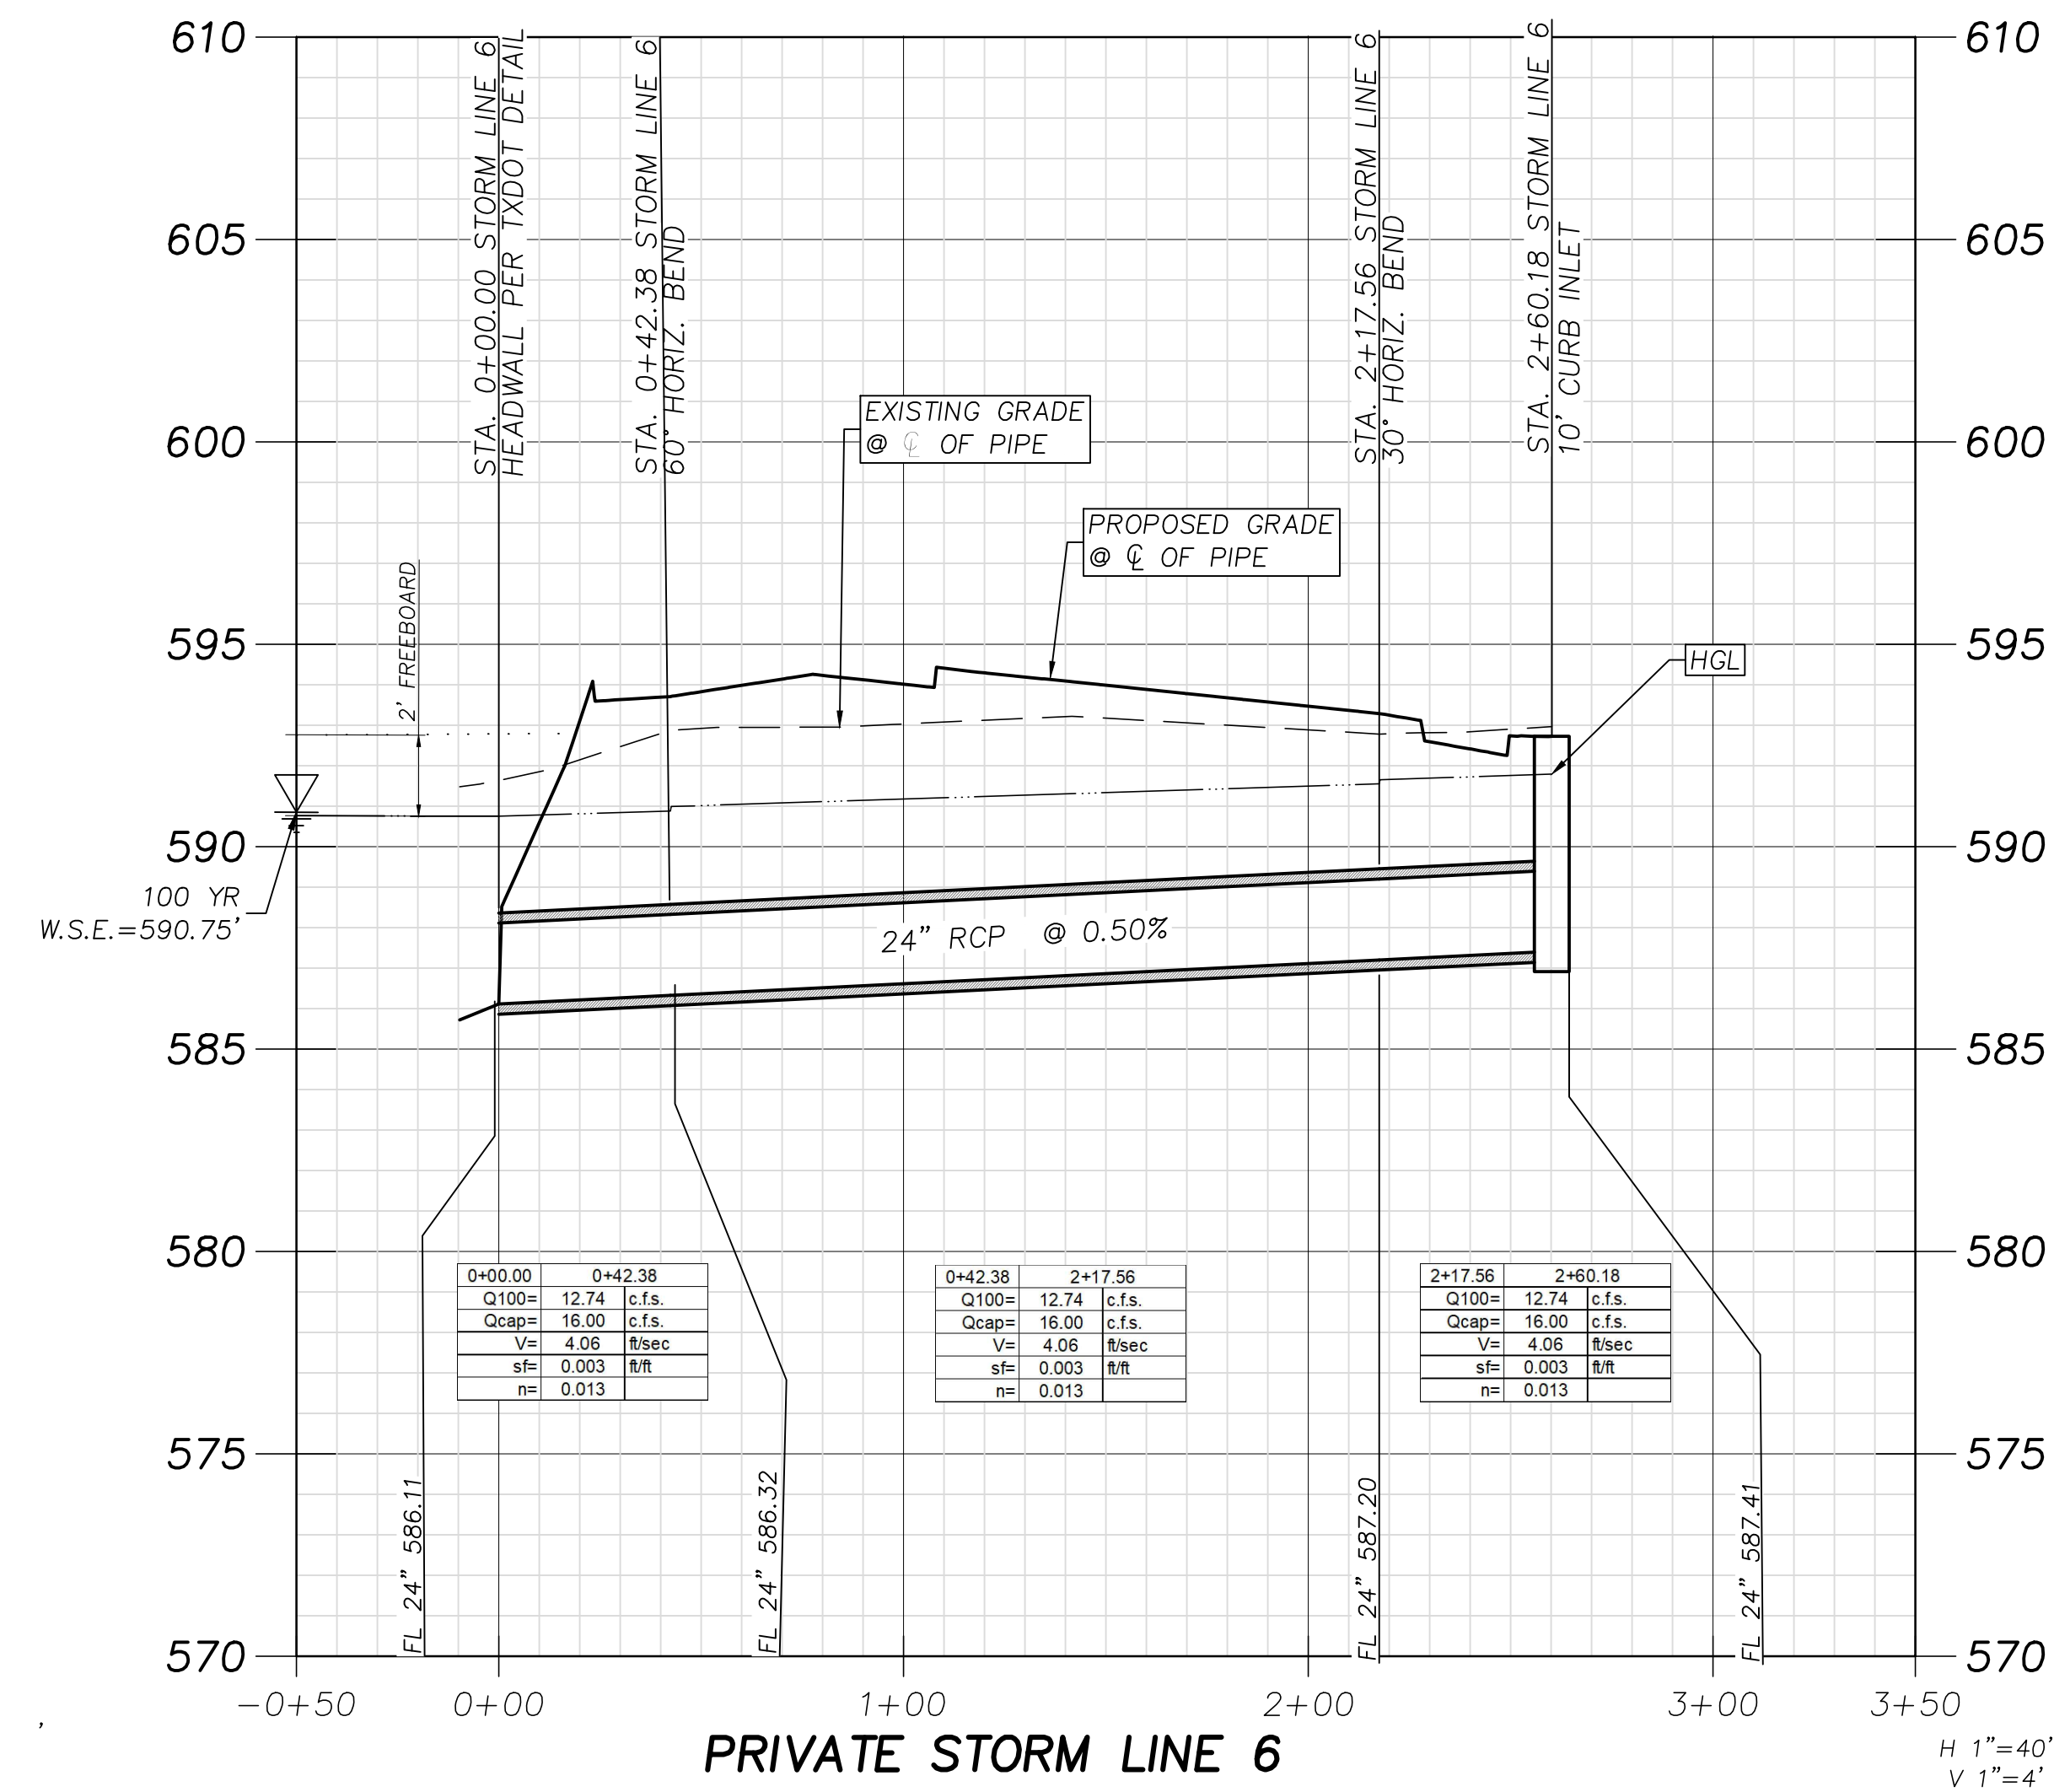 610
605
600
595
590
585
580
575
570
610
605
600
595
590
585
580
575
570
STA. 0+00.00 STORM LINE 6
HEADWALL PER TXDOT DETAIL
STA. 0+42.38 STORM LINE 6
60° HORIZ. BEND
STA. 2+17.56 STORM LINE 6
30° HORIZ. BEND
STA. 2+60.18 STORM LINE 6
10' CURB INLET
EXISTING GRADE
@ ℄ OF PIPE
PROPOSED GRADE
@ ℄ OF PIPE
HGL
2' FREEBOARD
100 YR
W.S.E.=590.75'
24" RCP @ 0.50%
0+00.00 0+42.38
Q100= 12.74 c.f.s.
Qcap= 16.00 c.f.s.
V= 4.06 ft/sec
sf= 0.003 ft/ft
n= 0.013
0+42.38 2+17.56
Q100= 12.74 c.f.s.
Qcap= 16.00 c.f.s.
V= 4.06 ft/sec
sf= 0.003 ft/ft
n= 0.013
2+17.56 2+60.18
Q100= 12.74 c.f.s.
Qcap= 16.00 c.f.s.
V= 4.06 ft/sec
sf= 0.003 ft/ft
n= 0.013
FL 24" 586.11
FL 24" 586.32
FL 24" 587.20
FL 24" 587.41
-0+50 0+00 1+00 2+00 3+00 3+50
'
PRIVATE STORM LINE 6
H 1"=40'
V 1"=4'